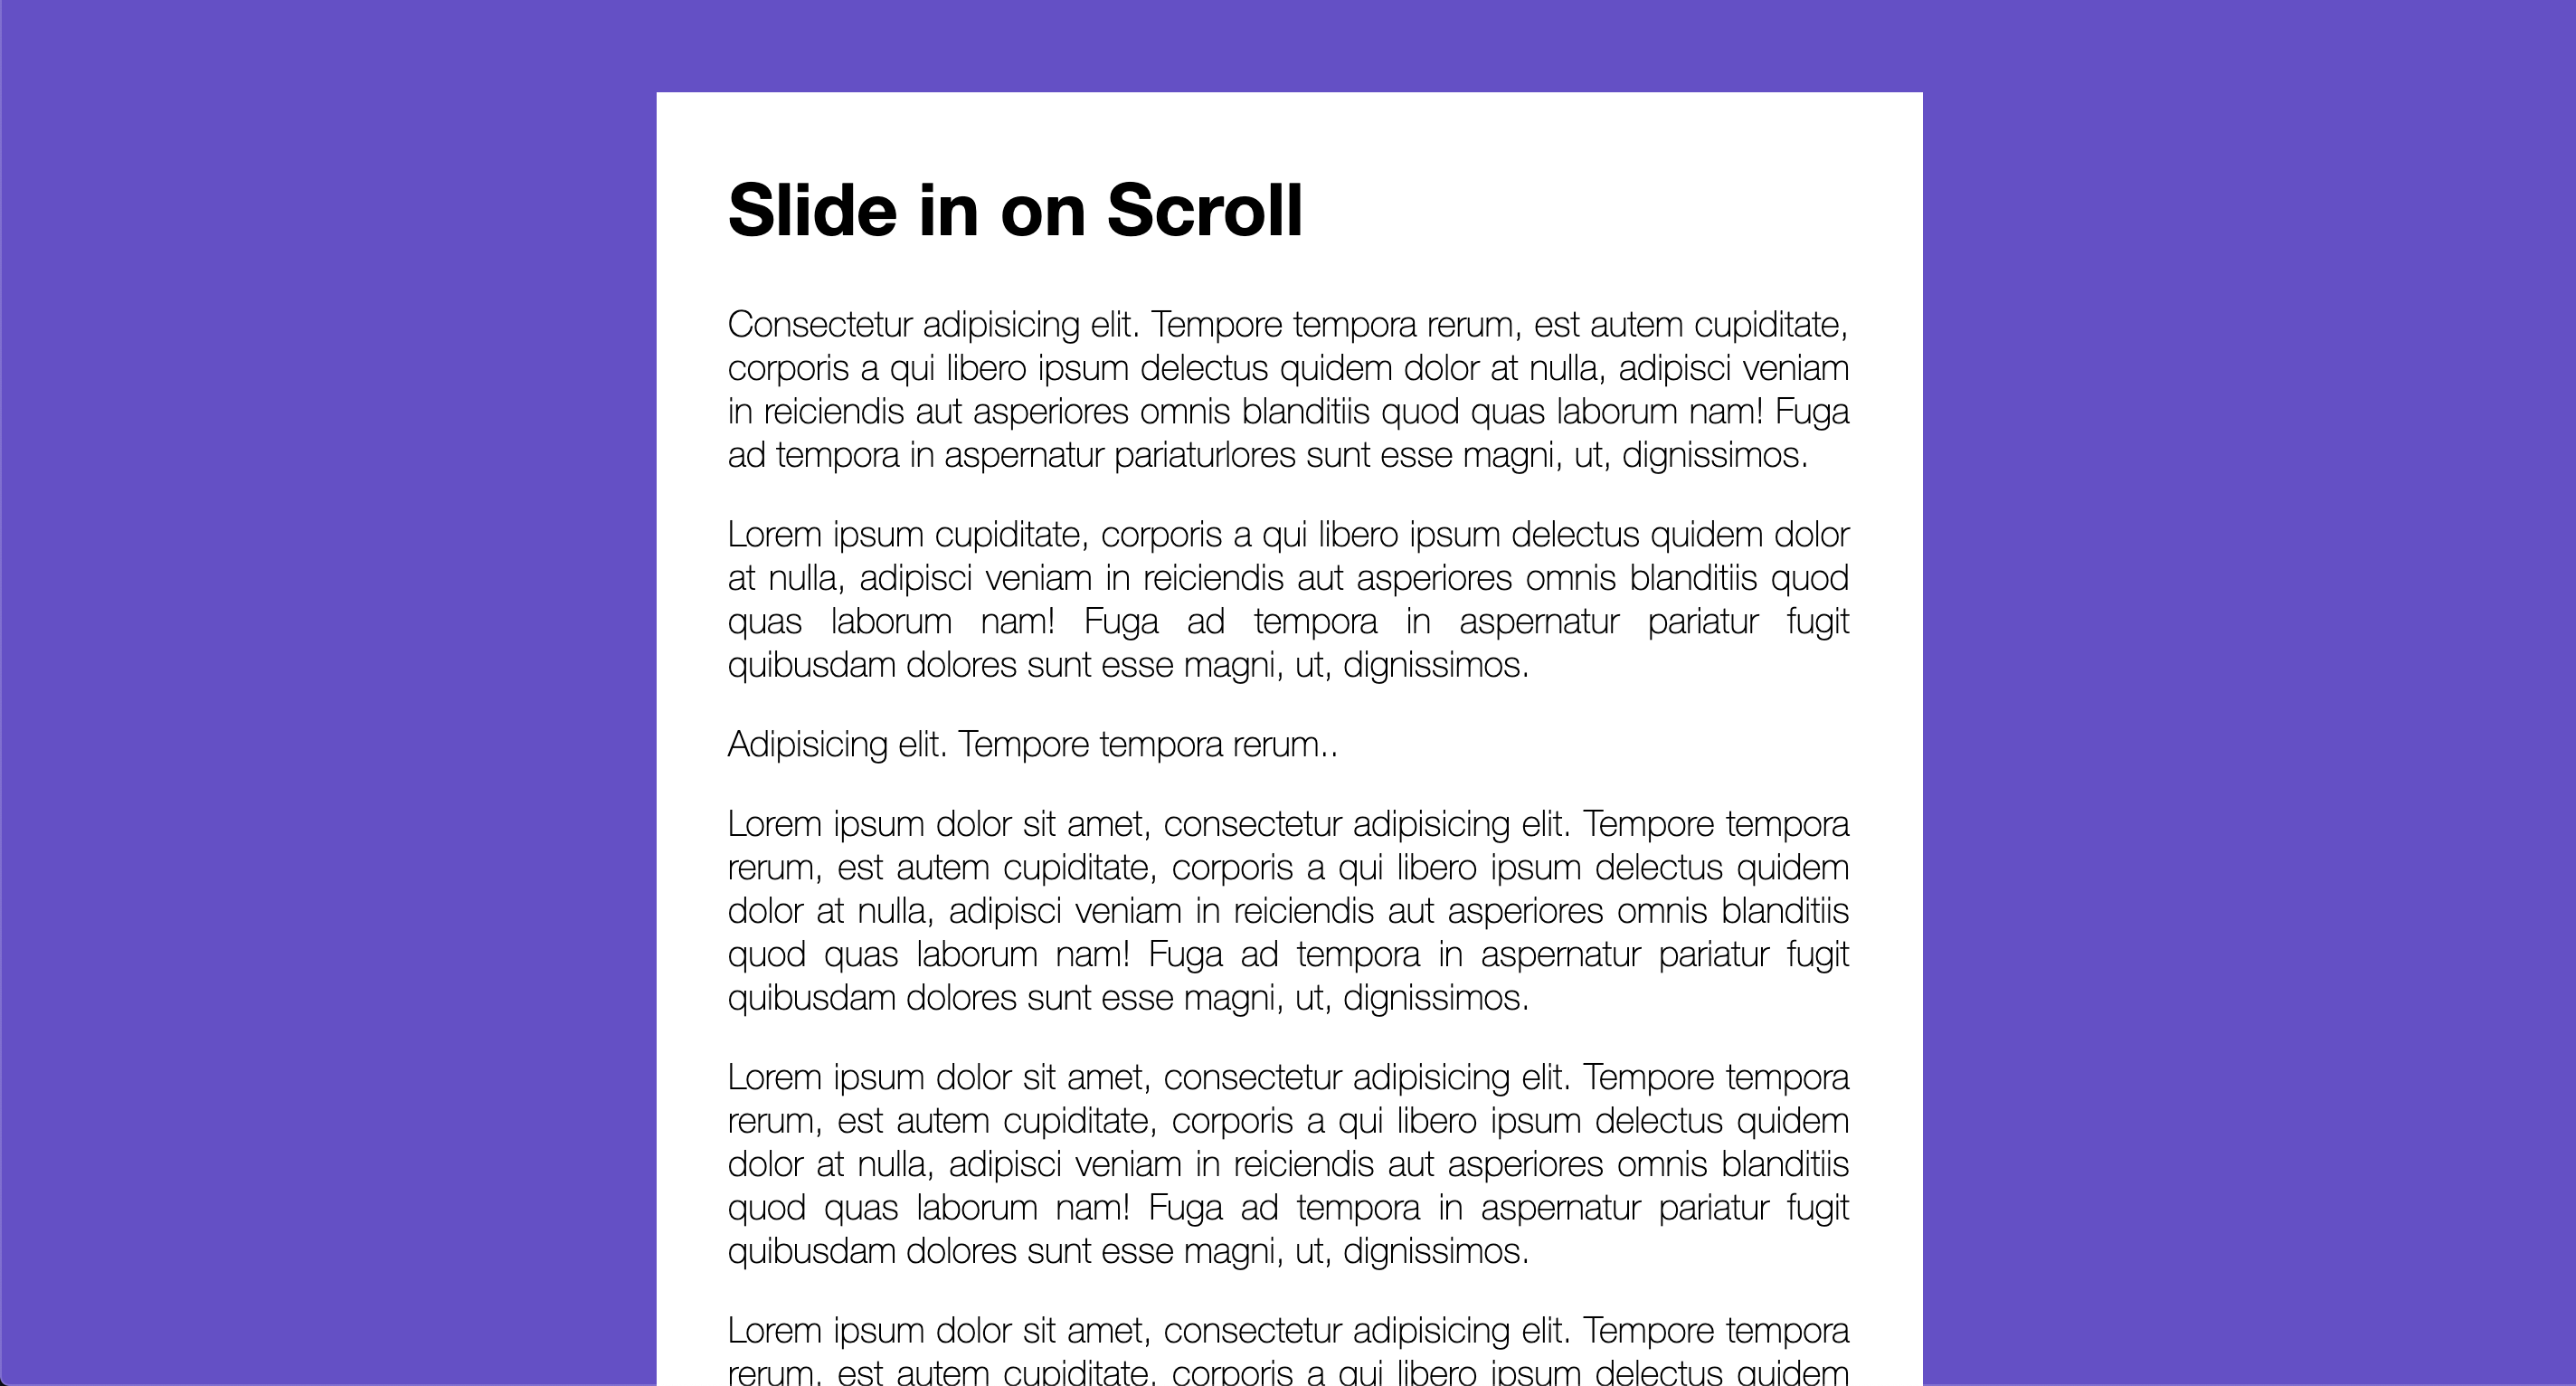 Slide in on Scroll
Consectetur adipisicing elit. Tempore tempora rerum, est autem cupiditate,
corporis a qui libero ipsum delectus quidem dolor at nulla, adipisci veniam
in reiciendis aut asperiores omnis blanditiis quod quas laborum nam! Fuga
ad tempora in aspernatur pariaturlores sunt esse magni, ut, dignissimos.
Lorem ipsum cupiditate, corporis a qui libero ipsum delectus quidem dolor
at nulla, adipisci veniam in reiciendis aut asperiores omnis blanditiis quod
quas laborum nam! Fuga ad tempora in aspernatur pariatur fugit
quibusdam dolores sunt esse magni, ut, dignissimos.
Adipisicing elit. Tempore tempora rerum..
Lorem ipsum dolor sit amet, consectetur adipisicing elit. Tempore tempora
rerum, est autem cupiditate, corporis a qui libero ipsum delectus quidem
dolor at nulla, adipisci veniam in reiciendis aut asperiores omnis blanditiis
quod quas laborum nam! Fuga ad tempora in aspernatur pariatur fugit
quibusdam dolores sunt esse magni, ut, dignissimos.
Lorem ipsum dolor sit amet, consectetur adipisicing elit. Tempore tempora
rerum, est autem cupiditate, corporis a qui libero ipsum delectus quidem
dolor at nulla, adipisci veniam in reiciendis aut asperiores omnis blanditiis
quod quas laborum nam! Fuga ad tempora in aspernatur pariatur fugit
quibusdam dolores sunt esse magni, ut, dignissimos.
Lorem ipsum dolor sit amet, consectetur adipisicing elit. Tempore tempora
rerum, est autem cupiditate, corporis a qui libero ipsum delectus quidem